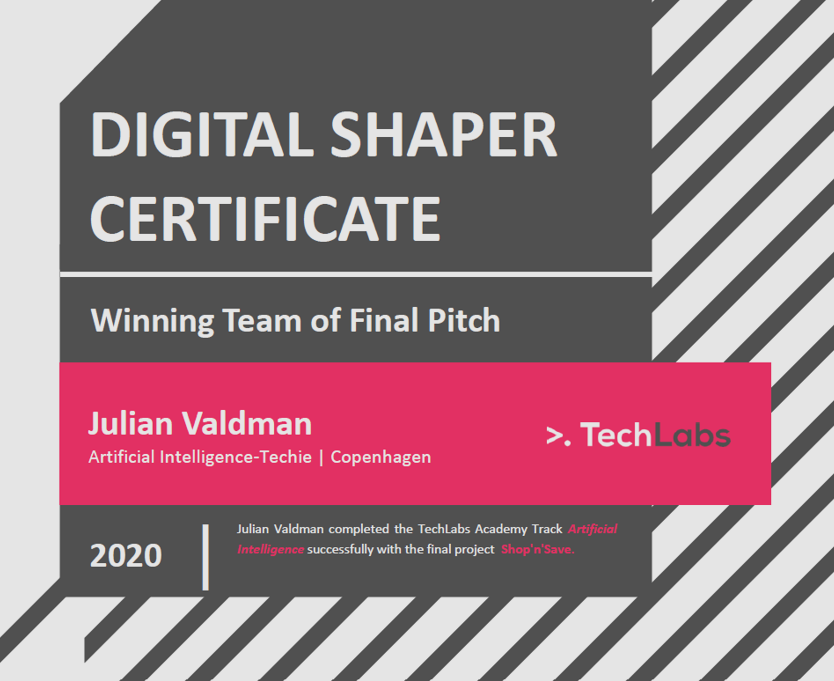 DIGITAL SHAPER
CERTIFICATE
Winning Team of Final Pitch
Julian Valdman
Artificial Intelligence-Techie | Copenhagen
>. TechLabs
2020
Julian Valdman completed the TechLabs Academy Track Artificial
Intelligence successfully with the final project Shop'n'Save.